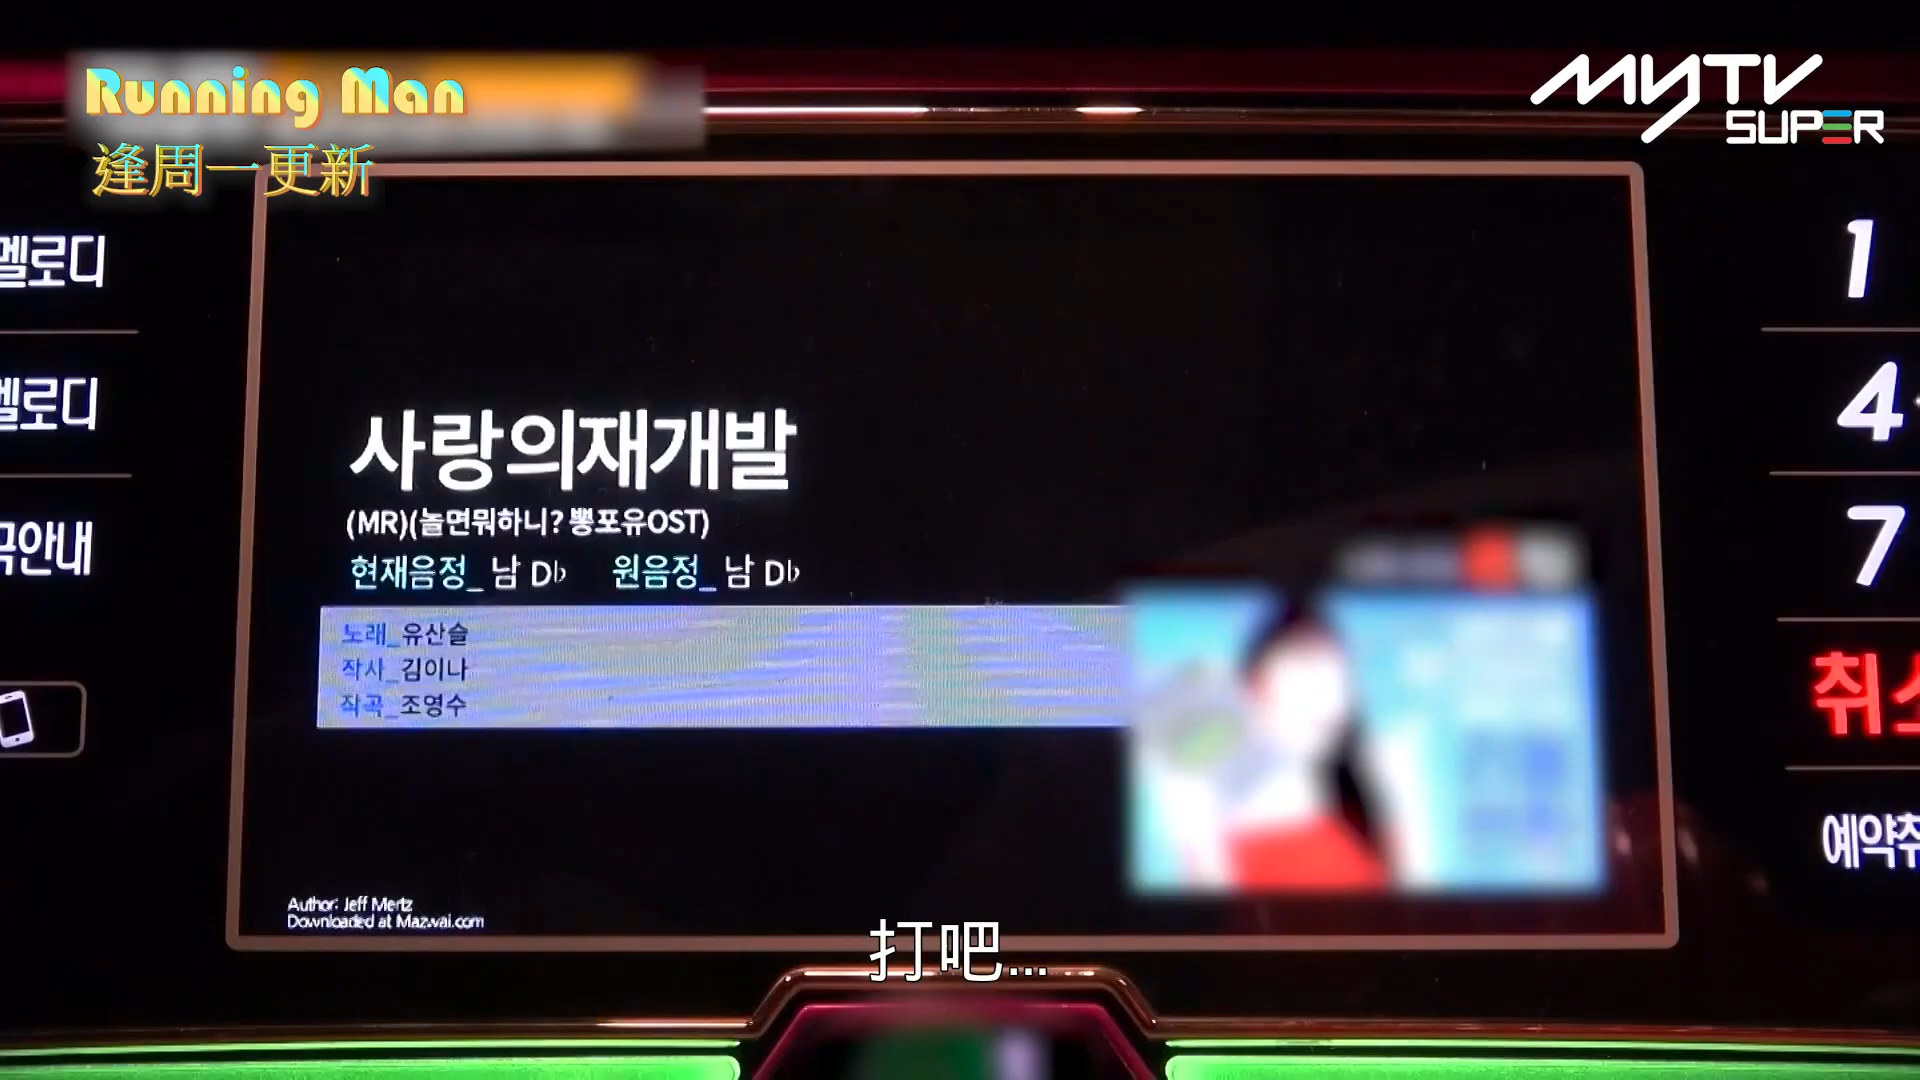 Running Man
逢周一更新
MYTV
SUPER
멜로디
멜로디
곡안내
1
4
7
취소
예약취
사랑의재개발
(MR)(놀면뭐하니? 뽕포유OST)
현재음정_ 남 D♭ 원음정_ 남 D♭
노래_유산슬
작사_김이나
작곡_조영수
Author: Jeff Mertz
Downloaded at Mazwai.com
打吧...